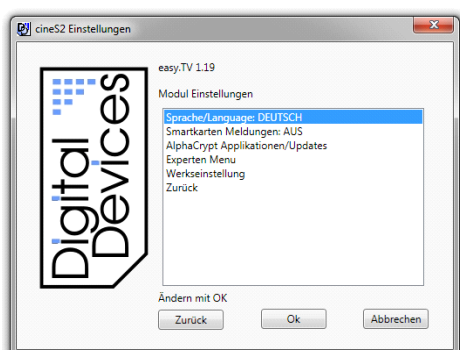 cineS2 Einstellungen
Digital
Devices
easy.TV 1.19
Modul Einstellungen
Sprache/Language: DEUTSCH
Smartkarten Meldungen: AUS
AlphaCrypt Applikationen/Updates
Experten Menu
Werkseinstellung
Zurück
Ändern mit OK
Zurück
Ok
Abbrechen